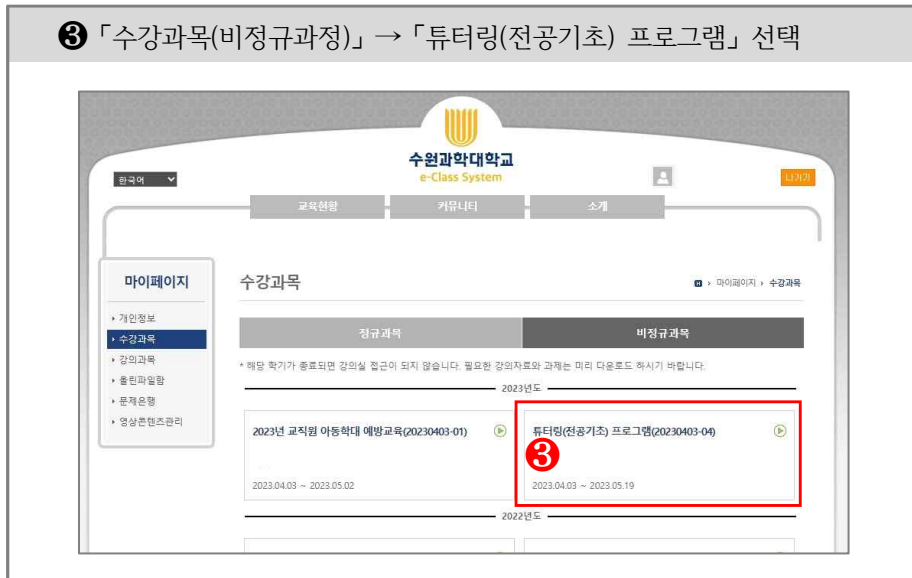 ❸「수강과목(비정규과정)」→「튜터링(전공기초) 프로그램」선택
수원과학대학교
e-Class System
한국어
나가기
교육현황
커뮤니티
소개
마이페이지
수강과목
마이페이지 › 수강과목
개인정보
수강과목
강의과목
올린파일함
문제은행
영상콘텐츠관리
정규과목
비정규과목
* 해당 학기가 종료되면 강의실 접근이 되지 않습니다. 필요한 강의자료와 과제는 미리 다운로드 하시기 바랍니다.
2023년도
2023년 교직원 아동학대 예방교육(20230403-01)
2023.04.03 ~ 2023.05.02
튜터링(전공기초) 프로그램(20230403-04)
❸
2023.04.03 ~ 2023.05.19
2022년도